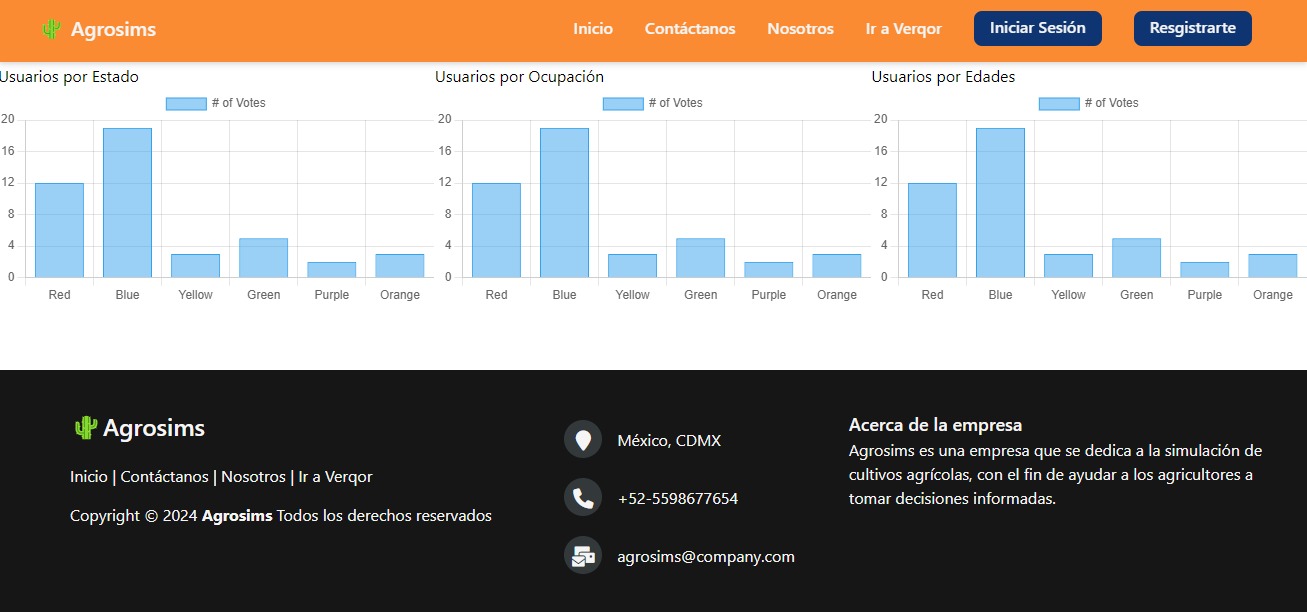 Agrosims
Inicio Contáctanos Nosotros Ir a Verqor Iniciar Sesión Resgistrarte
Usuarios por Estado
# of Votes
20
16
12
8
4
0
Red Blue Yellow Green Purple Orange
Usuarios por Ocupación
# of Votes
20
16
12
8
4
0
Red Blue Yellow Green Purple Orange
Usuarios por Edades
# of Votes
20
16
12
8
4
0
Red Blue Yellow Green Purple Orange
Agrosims
Inicio | Contáctanos | Nosotros | Ir a Verqor
Copyright © 2024 Agrosims Todos los derechos reservados
México, CDMX
+52-5598677654
agrosims@company.com
Acerca de la empresa
Agrosims es una empresa que se dedica a la simulación de
cultivos agrícolas, con el fin de ayudar a los agricultores a
tomar decisiones informadas.